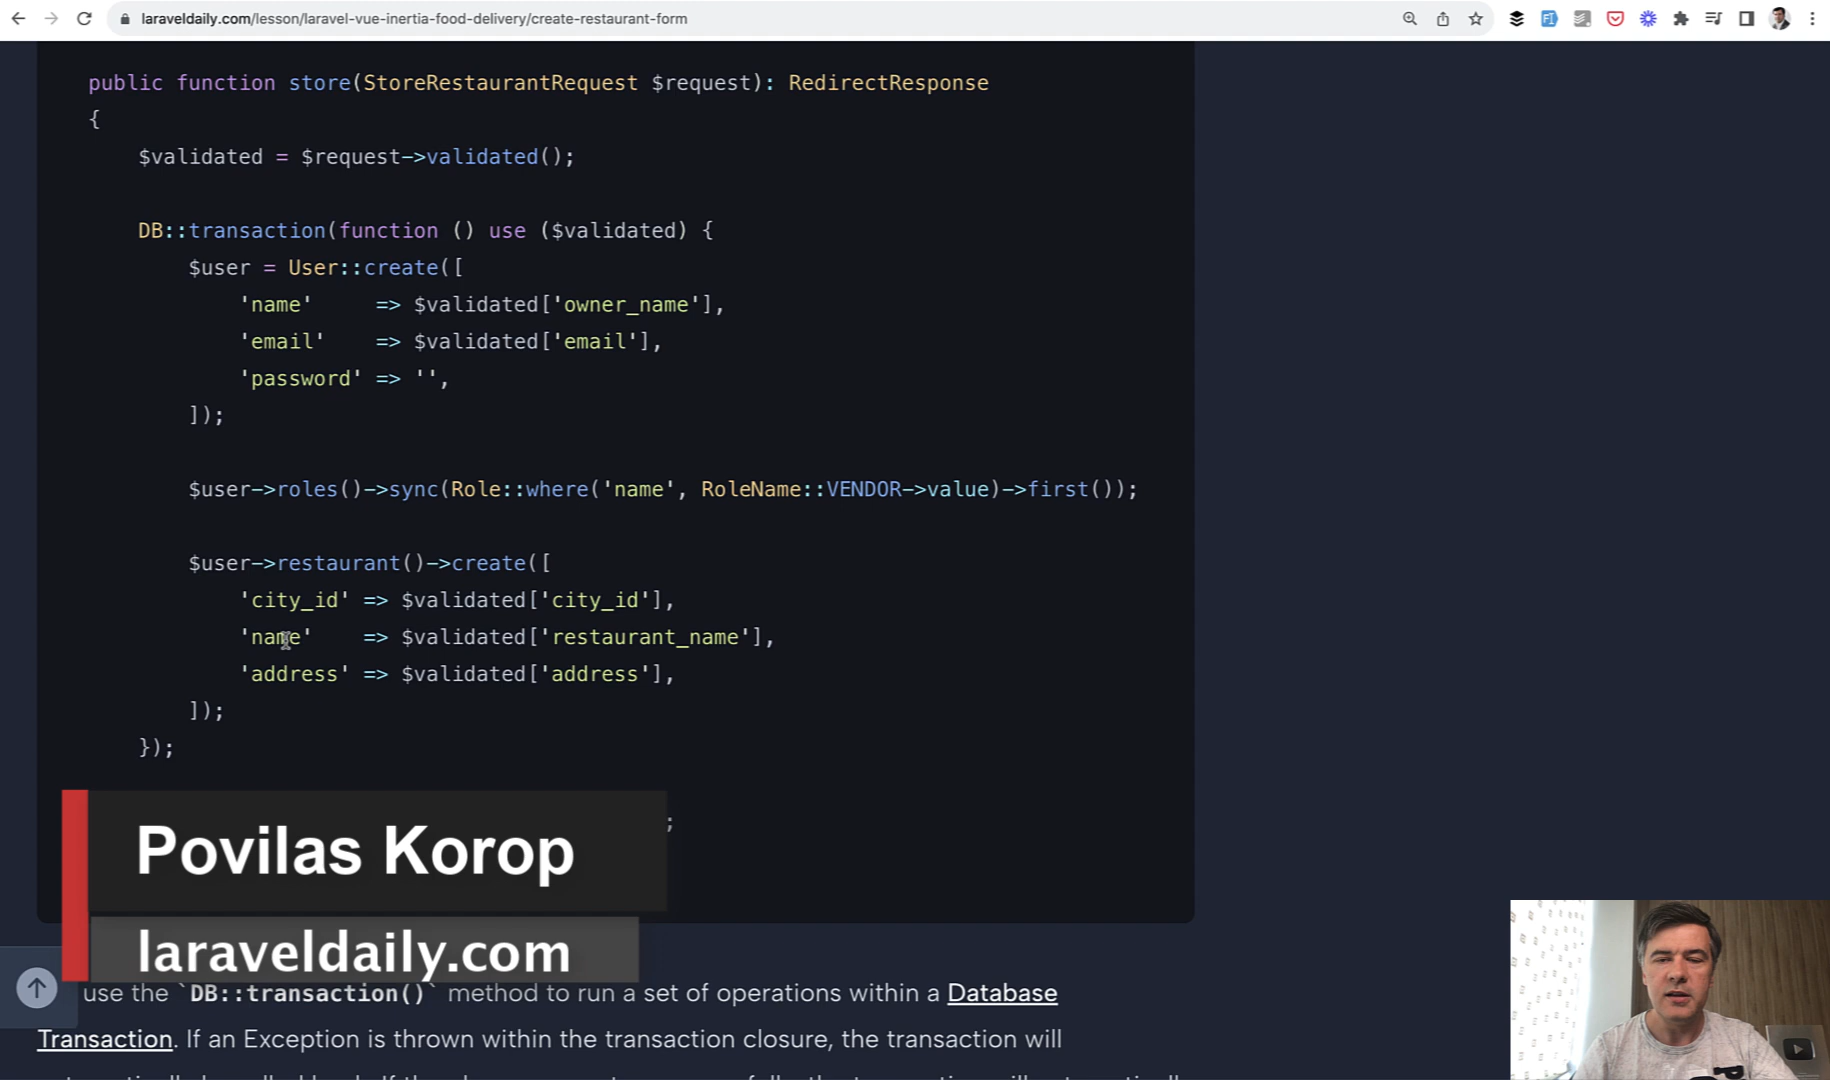 laraveldaily.com/lesson/laravel-vue-inertia-food-delivery/create-restaurant-form
public function store(StoreRestaurantRequest $request): RedirectResponse
{
$validated = $request->validated();
DB::transaction(function () use ($validated) {
$user = User::create([
'name' => $validated['owner_name'],
'email' => $validated['email'],
'password' => '',
]);
$user->roles()->sync(Role::where('name', RoleName::VENDOR->value)->first());
$user->restaurant()->create([
'city_id' => $validated['city_id'],
'name' => $validated['restaurant_name'],
'address' => $validated['address'],
]);
});
;
Povilas Korop
laraveldaily.com
use the `DB::transaction()` method to run a set of operations within a Database
Transaction. If an Exception is thrown within the transaction closure, the transaction will